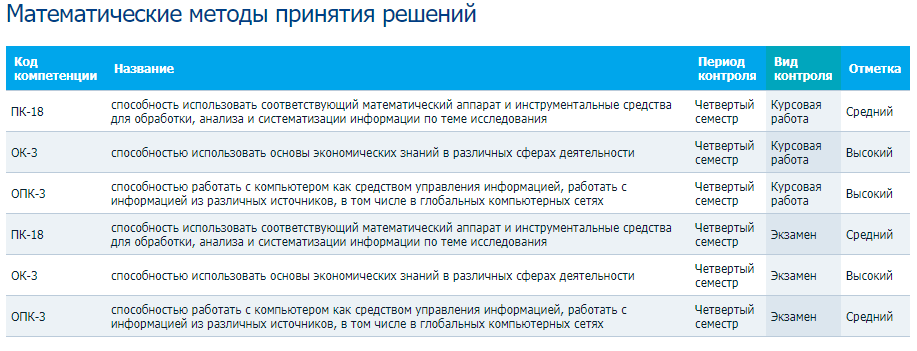 Математические методы принятия решений
Код компетенции Название Период контроля Вид контроля Отметка
ПК-18 способность использовать соответствующий математический аппарат и инструментальные средства для обработки, анализа и систематизации информации по теме исследования Четвертый семестр Курсовая работа Средний
ОК-3 способностью использовать основы экономических знаний в различных сферах деятельности Четвертый семестр Курсовая работа Высокий
ОПК-3 способностью работать с компьютером как средством управления информацией, работать с информацией из различных источников, в том числе в глобальных компьютерных сетях Четвертый семестр Курсовая работа Высокий
ПК-18 способность использовать соответствующий математический аппарат и инструментальные средства для обработки, анализа и систематизации информации по теме исследования Четвертый семестр Экзамен Средний
ОК-3 способностью использовать основы экономических знаний в различных сферах деятельности Четвертый семестр Экзамен Высокий
ОПК-3 способностью работать с компьютером как средством управления информацией, работать с информацией из различных источников, в том числе в глобальных компьютерных сетях Четвертый семестр Экзамен Средний